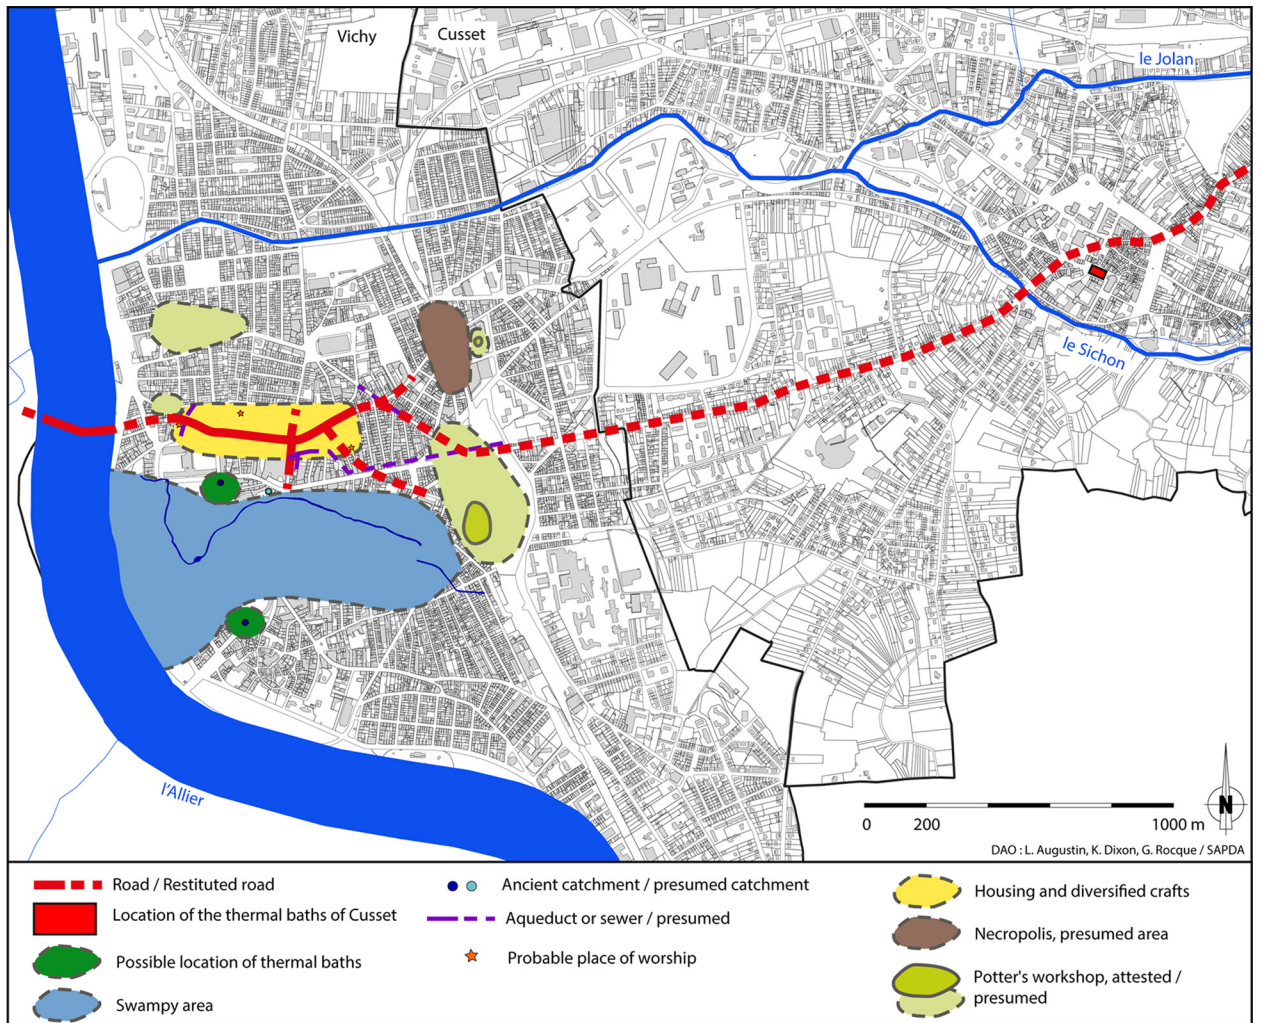 Vichy
Cusset
le Jolan
le Sichon
l'Allier
N
0 200 1000 m
DAO : L. Augustin, K. Dixon, G. Rocque / SAPDA
Road / Restituted road
Location of the thermal baths of Cusset
Possible location of thermal baths
Swampy area
Ancient catchment / presumed catchment
Aqueduct or sewer / presumed
Probable place of worship
Housing and diversified crafts
Necropolis, presumed area
Potter's workshop, attested /
presumed